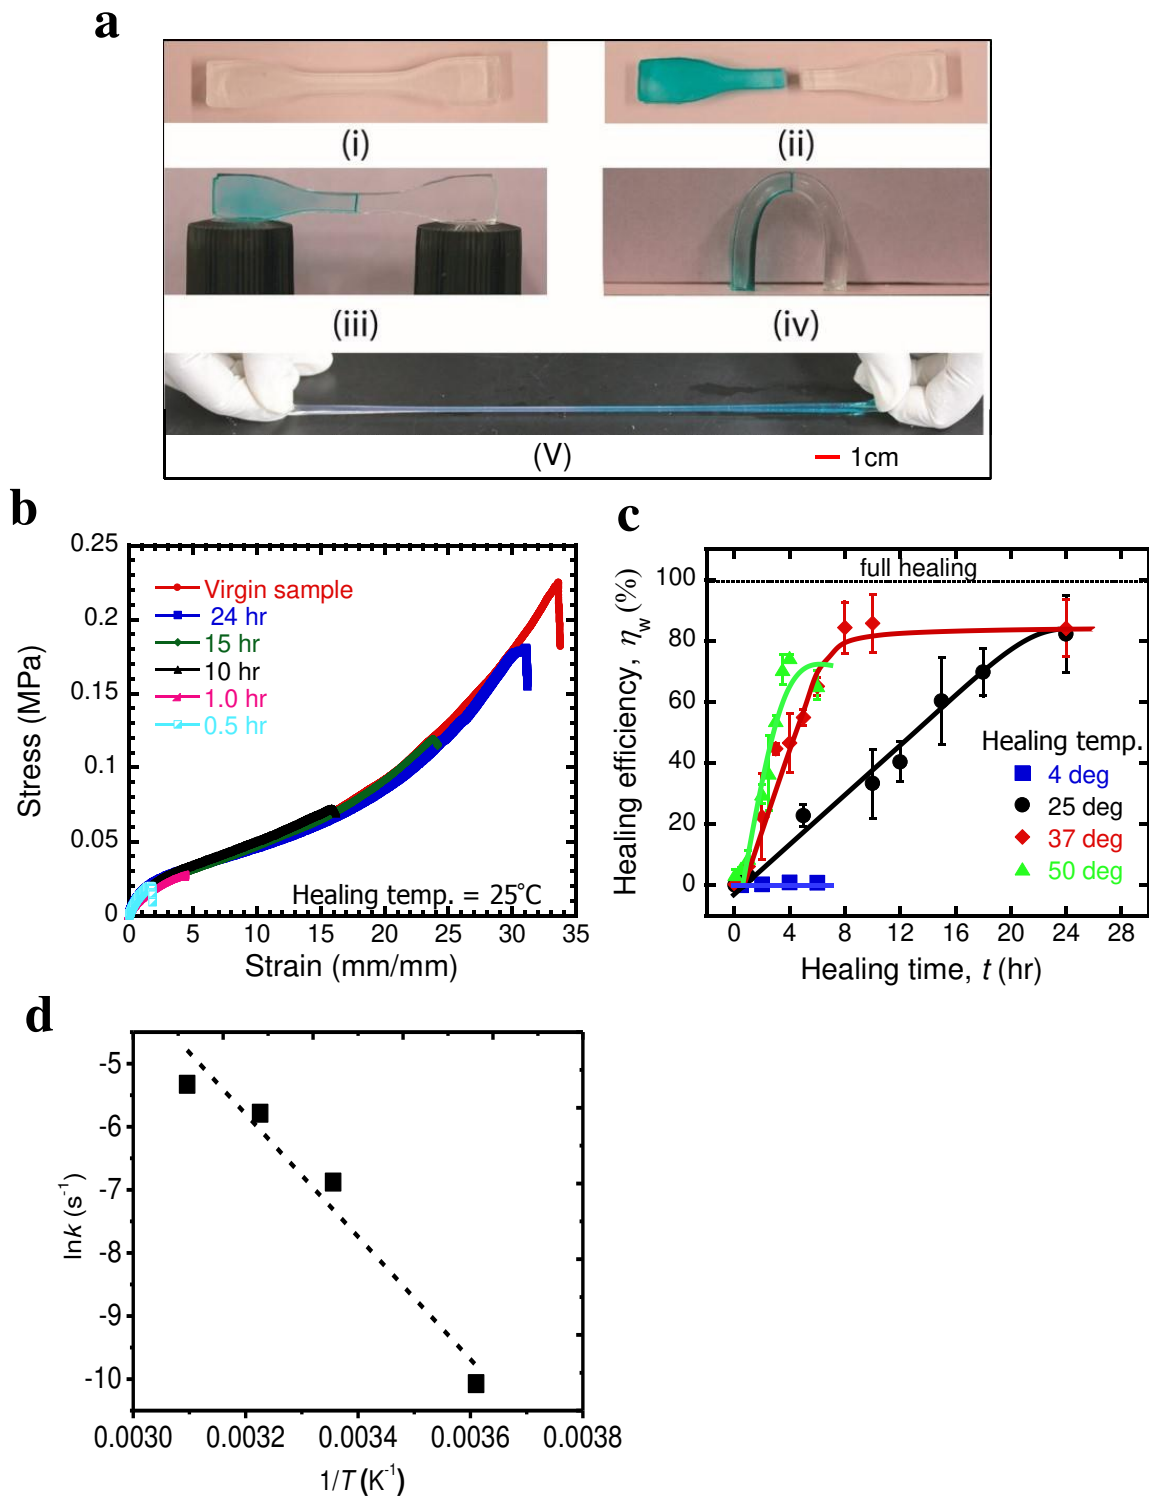 a
(i)
(ii)
(iii)
(iv)
(V)
1cm
b
0.25
0.2
0.15
0.1
0.05
0
Stress (MPa)
Virgin sample
24 hr
15 hr
10 hr
1.0 hr
0.5 hr
Healing temp. = 25°C
0 5 10 15 20 25 30 35
Strain (mm/mm)
c
full healing
100
80
60
40
20
0
Healing efficiency, ηw (%)
Healing temp.
4 deg
25 deg
37 deg
50 deg
0 4 8 12 16 20 24 28
Healing time, t (hr)
d
-5
-6
-7
-8
-9
-10
lnk (s⁻¹)
0.0030 0.0032 0.0034 0.0036 0.0038
1/T (K⁻¹)